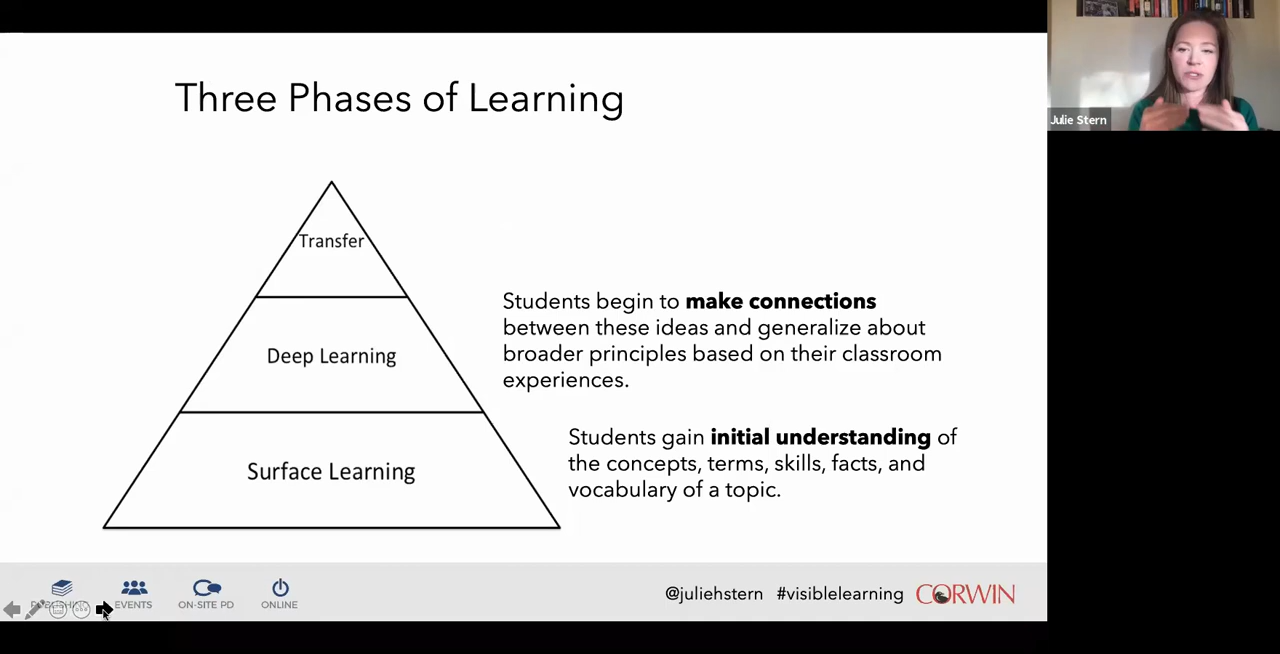 Three Phases of Learning
Julie Stern
Transfer
Students begin to make connections
between these ideas and generalize about
broader principles based on their classroom
experiences.
Deep Learning
Students gain initial understanding of
the concepts, terms, skills, facts, and
vocabulary of a topic.
Surface Learning
EVENTS
ON-SITE PD
ONLINE
@juliehstern #visiblelearning CORWIN